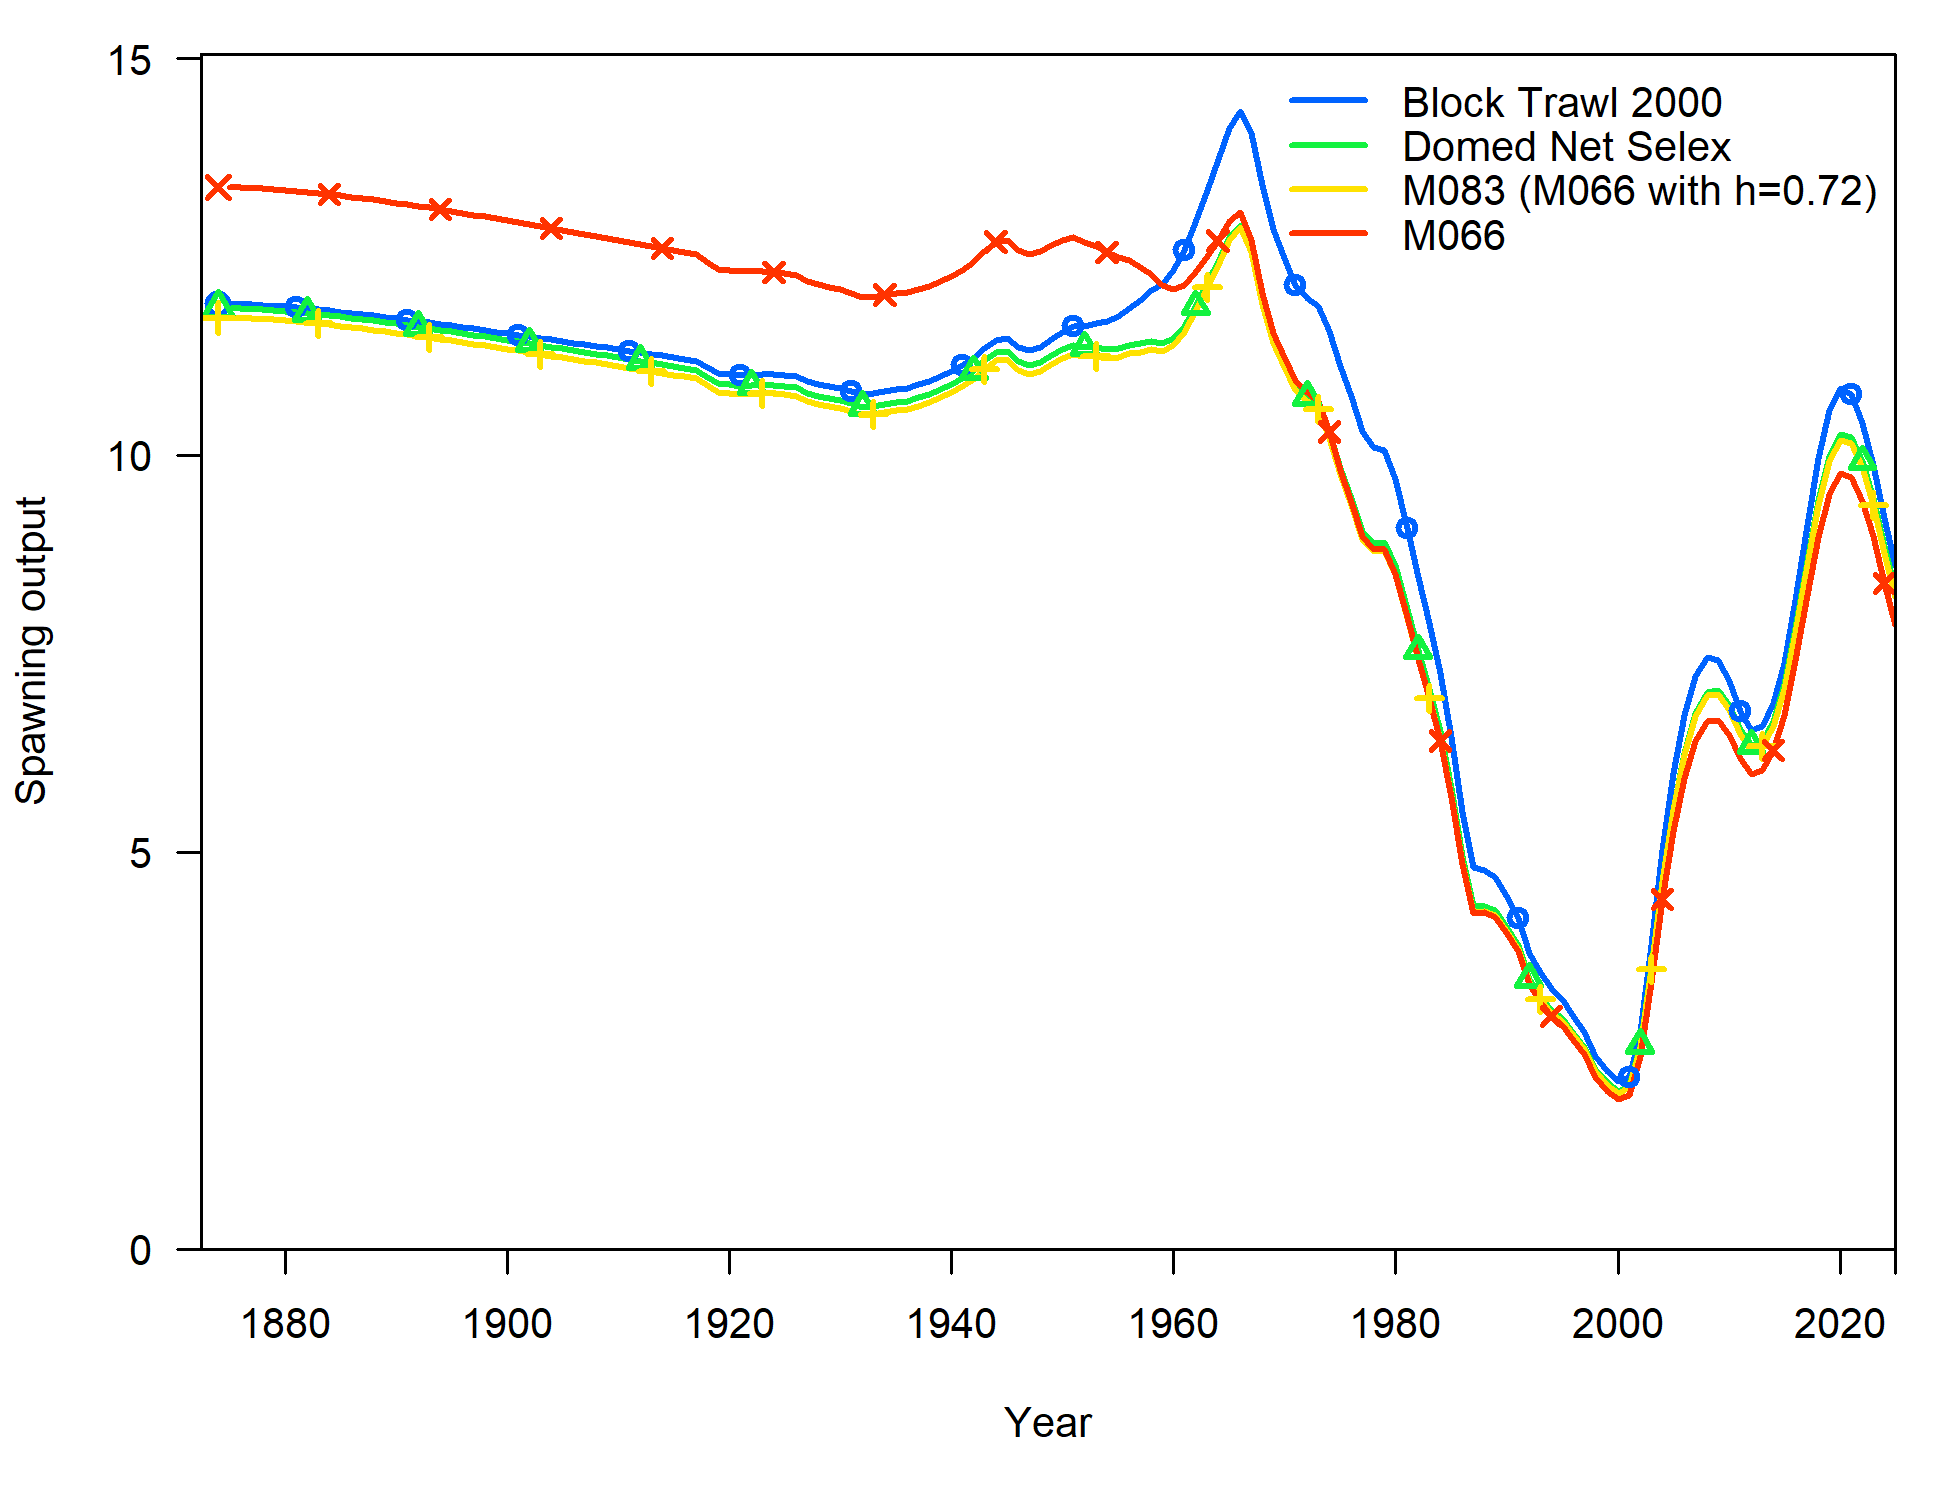 Block Trawl 2000
Domed Net Selex
M083 (M066 with h=0.72)
M066
15
10
5
0
Spawning output
1880 1900 1920 1940 1960 1980 2000 2020
Year